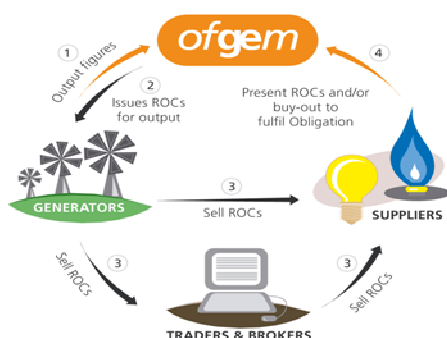 1
ofgem
4
Output figures
2
Issues ROCs
for output
Present ROCs and/or
buy-out to
fulfil Obligation
3
GENERATORS
Sell ROCs
SUPPLIERS
Sell ROCs
3
3
Sell ROCs
TRADERS & BROKERS